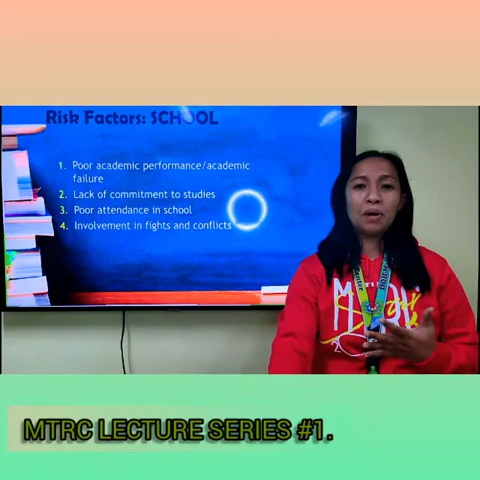 Risk Factors: SCHOOL
1. Poor academic performance/academic
failure
2. Lack of commitment to studies
3. Poor attendance in school
4. Involvement in fights and conflicts
MTRC LECTURE SERIES #1.